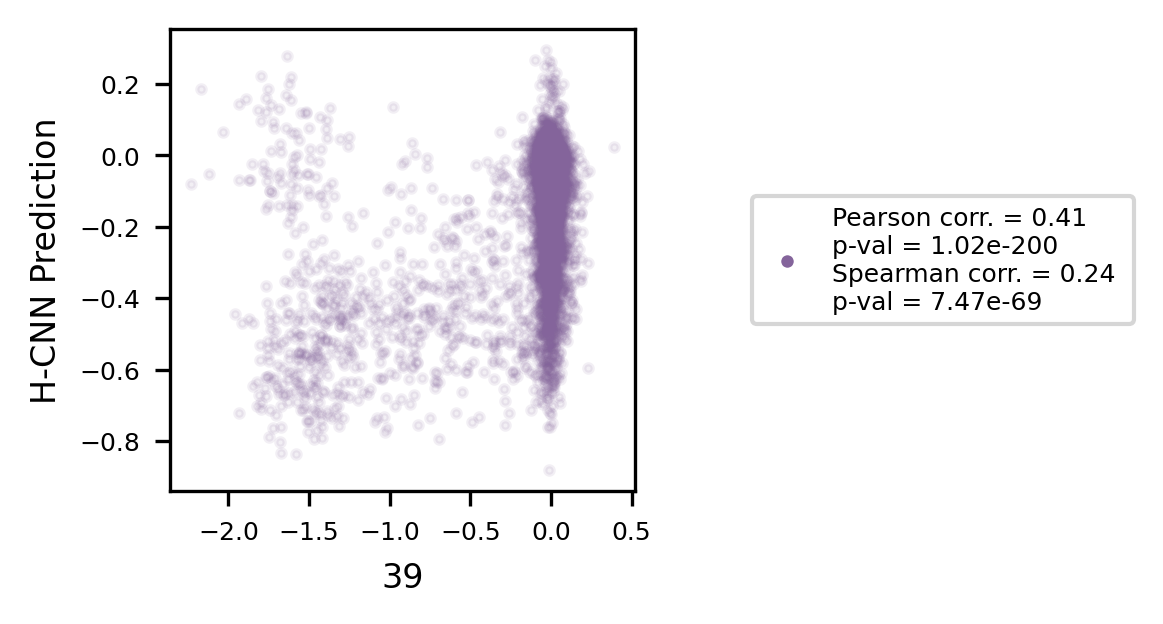 H-CNN Prediction
0.2
0.0
−0.2
−0.4
−0.6
−0.8
−2.0 −1.5 −1.0 −0.5 0.0 0.5
39
Pearson corr. = 0.41
p-val = 1.02e-200
Spearman corr. = 0.24
p-val = 7.47e-69